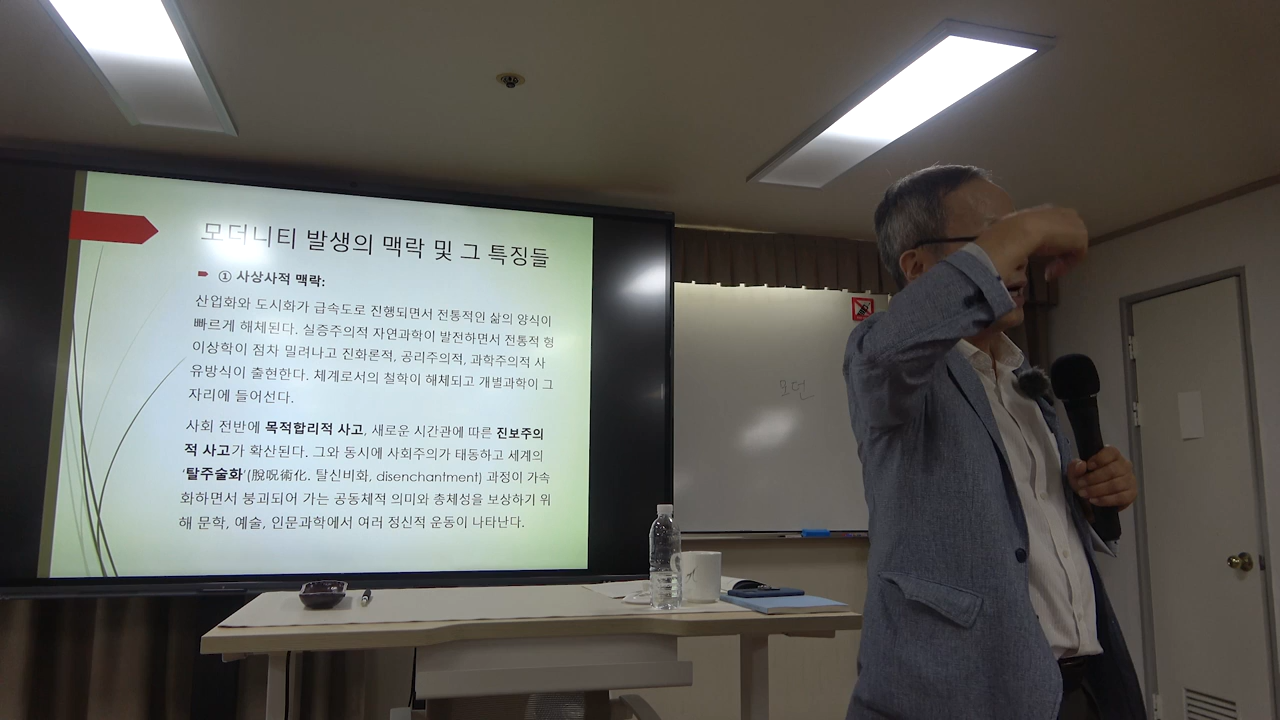 모더니티 발생의 맥락 및 그 특징들
① 사상사적 맥락:
산업화와 도시화가 급속도로 진행되면서 전통적인 삶의 양식이
빠르게 해체된다. 실증주의적 자연과학이 발전하면서 전통적 형
이상학이 점차 밀려나고 진화론적, 공리주의적, 과학주의적 사
유방식이 출현한다. 체계로서의 철학이 해체되고 개별과학이 그
자리에 들어선다.
사회 전반에 목적합리적 사고, 새로운 시간관에 따른 진보주의
적 사고가 확산된다. 그와 동시에 사회주의가 태동하고 세계의
'탈주술화'(脫呪術化. 탈신비화, disenchantment) 과정이 가속
화하면서 붕괴되어 가는 공동체적 의미와 총체성을 보상하기 위
해 문학, 예술, 인문과학에서 여러 정신적 운동이 나타난다.
모던